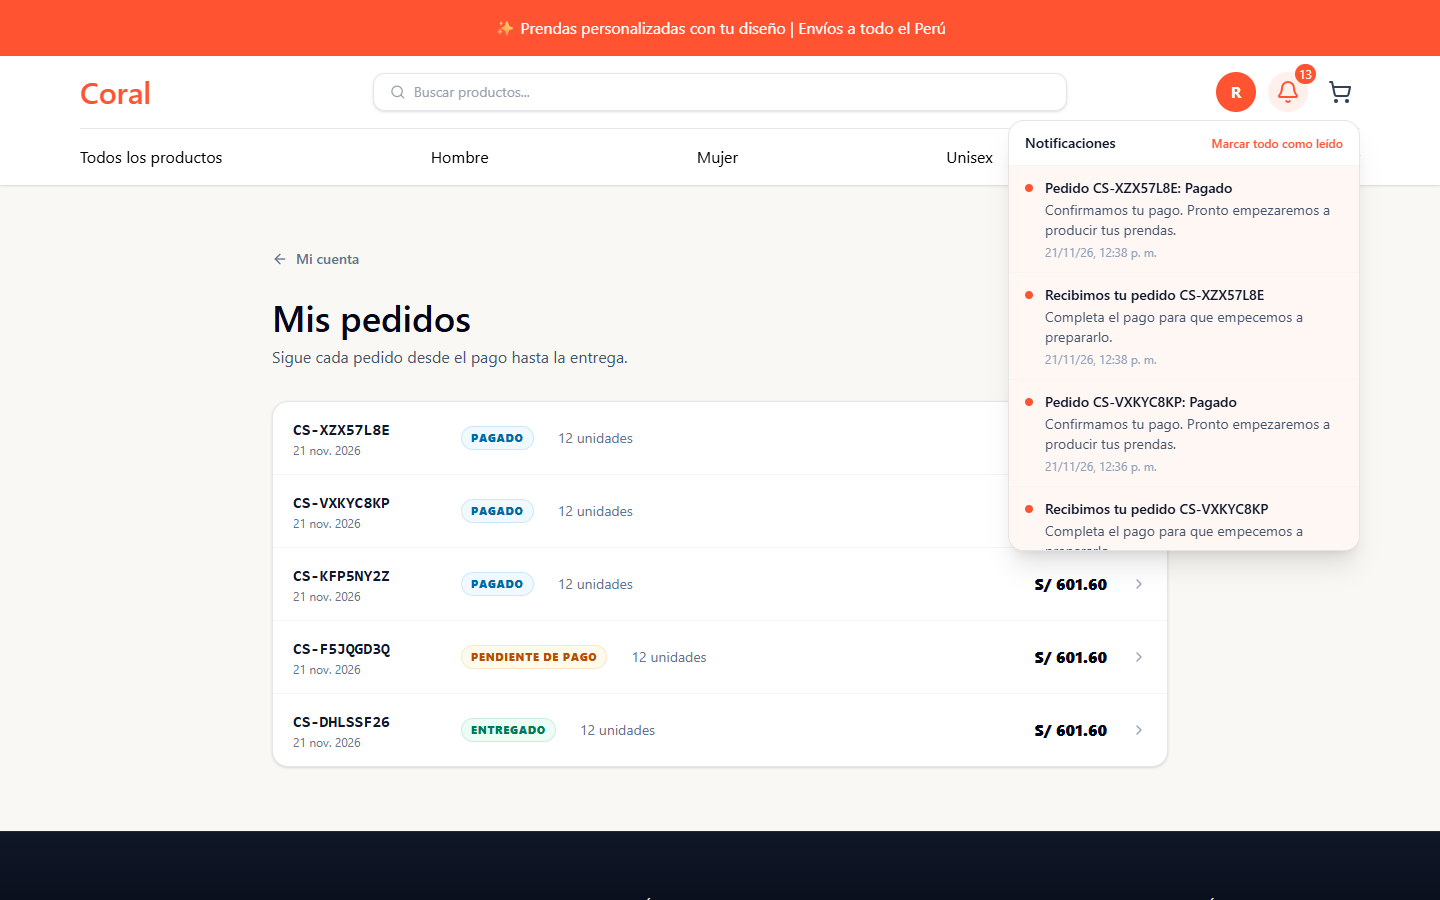 ✨ Prendas personalizadas con tu diseño | Envíos a todo el Perú
Coral
Buscar productos...
R
13
Todos los productos
Hombre
Mujer
Unisex
Notificaciones
Marcar todo como leído
Pedido CS-XZX57L8E: Pagado
Confirmamos tu pago. Pronto empezaremos a
producir tus prendas.
21/11/26, 12:38 p. m.
Recibimos tu pedido CS-XZX57L8E
Completa el pago para que empecemos a
prepararlo.
21/11/26, 12:38 p. m.
Pedido CS-VXKYC8KP: Pagado
Confirmamos tu pago. Pronto empezaremos a
producir tus prendas.
21/11/26, 12:36 p. m.
Recibimos tu pedido CS-VXKYC8KP
Completa el pago para que empecemos a
Mi cuenta
Mis pedidos
Sigue cada pedido desde el pago hasta la entrega.
CS-XZX57L8E
21 nov. 2026
PAGADO
12 unidades
CS-VXKYC8KP
21 nov. 2026
PAGADO
12 unidades
CS-KFP5NY2Z
21 nov. 2026
PAGADO
12 unidades
S/ 601.60
CS-F5JQGD3Q
21 nov. 2026
PENDIENTE DE PAGO
12 unidades
S/ 601.60
CS-DHLSSF26
21 nov. 2026
ENTREGADO
12 unidades
S/ 601.60